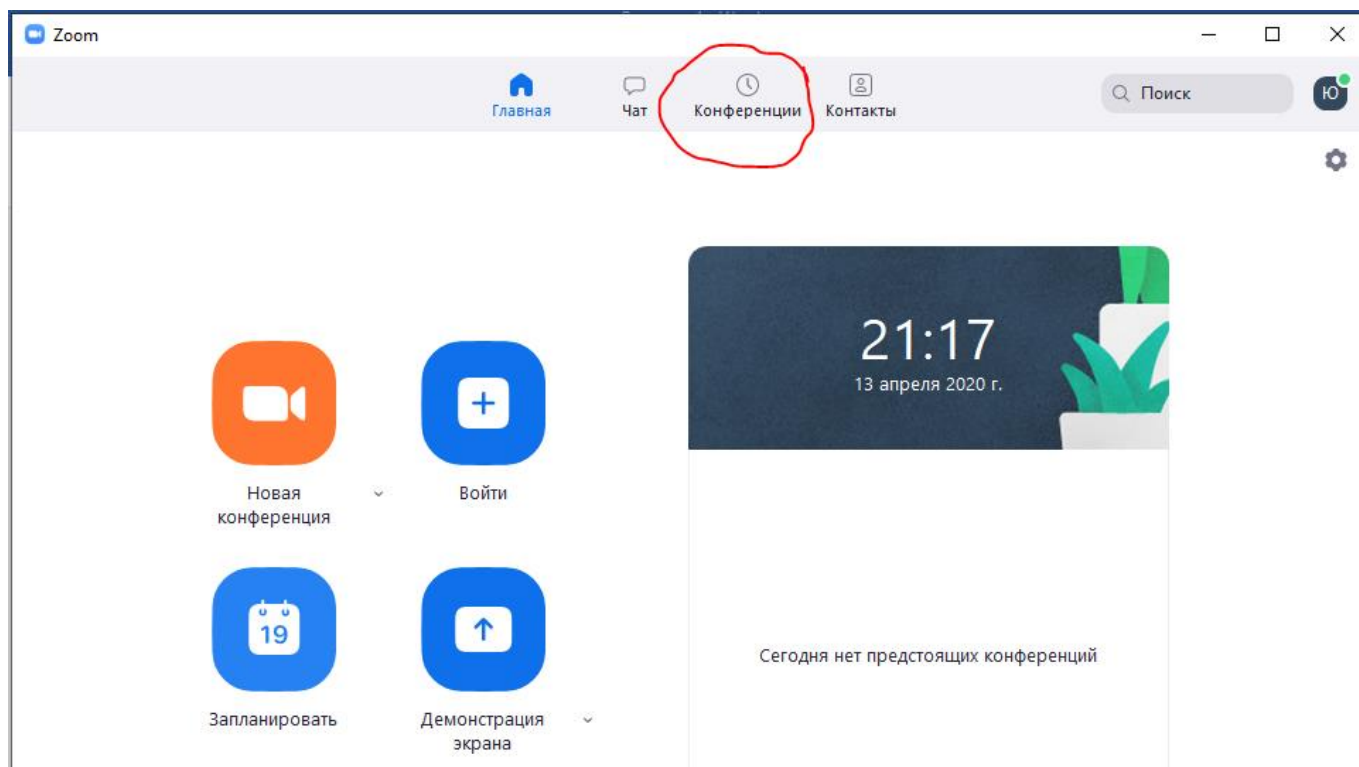 Zoom
Главная
Чат
Конференции
Контакты
Поиск
Ю
21:17
13 апреля 2020 г.
Новая
конференция
Войти
19
Запланировать
Демонстрация
экрана
Сегодня нет предстоящих конференций